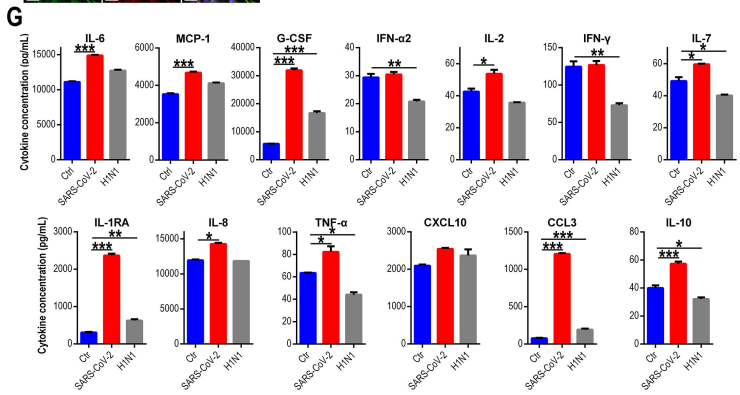 G
IL-6
MCP-1
G-CSF
IFN-α2
IL-2
IFN-γ
IL-7
Cytokine concentration (pg/mL)
15000
10000
5000
0
***
Ctrl
SARS-CoV-2
H1N1
6000
4000
2000
0
***
Ctrl
SARS-CoV-2
H1N1
40000
30000
20000
10000
0
***
***
Ctr
SARS-CoV-2
H1N1
40
30
20
10
0
**
Ctr
SARS-CoV-2
H1N1
60
40
20
0
*
Ctr
SARS-CoV-2
H1N1
150
100
50
0
**
Ctr
SARS-CoV-2
H1N1
60
40
20
0
*
*
Ctr
SARS-CoV-2
H1N1
IL-1RA
IL-8
TNF-α
CXCL10
CCL3
IL-10
Cytokine concentration (pg/mL)
3000
2000
1000
0
**
***
Ctr
SARS-CoV-2
H1N1
15000
10000
5000
0
*
Ctr
SARS-CoV-2
H1N1
100
80
60
40
20
0
*
*
Ctr
SARS-CoV-2
H1N1
3000
2000
1000
0
Ctr
SARS-CoV-2
H1N1
1500
1000
500
0
***
***
Ctr
SARS-CoV-2
H1N1
80
60
40
20
0
*
***
Ctr
SARS-CoV-2
H1N1